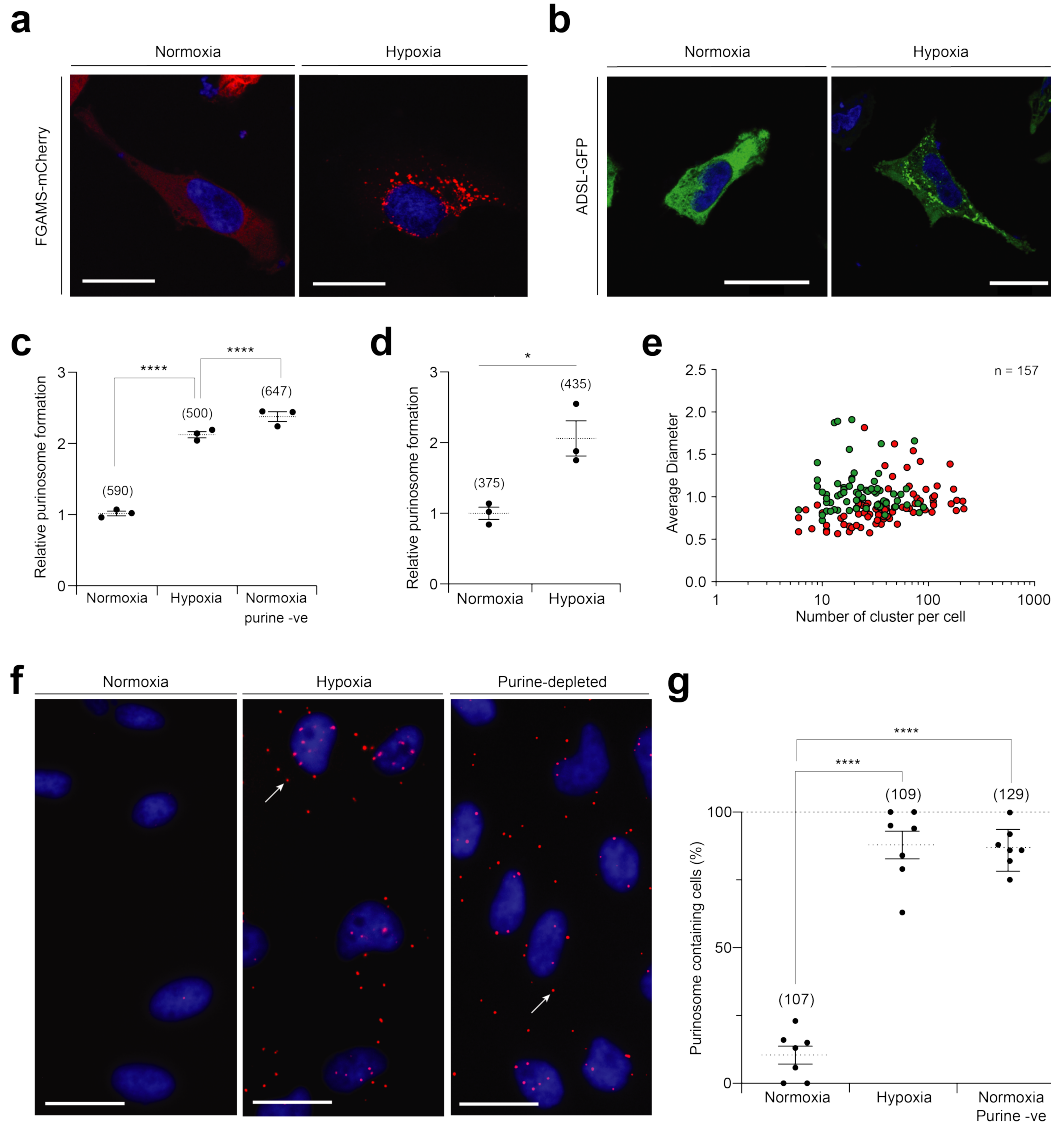 a
Normoxia
Hypoxia
FGAMS-mCherry
b
Normoxia
Hypoxia
ADSL-GFP
c
Relative purinosome formation
3
2
1
0
****
****
(590)
(500)
(647)
Normoxia
Hypoxia
Normoxia
purine -ve
d
Relative purinosome formation
3
2
1
0
*
(375)
(435)
Normoxia
Hypoxia
e
n = 157
Average Diameter
2.5
2.0
1.5
1.0
0.5
0.0
1
10
100
1000
Number of cluster per cell
f
Normoxia
Hypoxia
Purine-depleted
g
Purinosome containing cells (%)
100
50
0
****
****
(107)
(109)
(129)
Normoxia
Hypoxia
Normoxia
Purine -ve